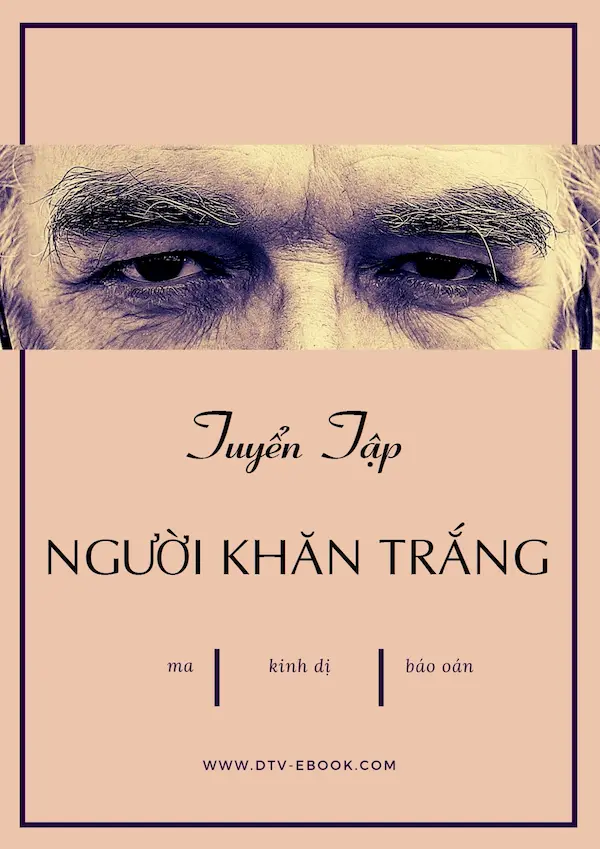 Tuyển Tập
NGƯỜI KHĂN TRẮNG
ma
kinh dị
báo oán
WWW.DTV-EBOOK.COM